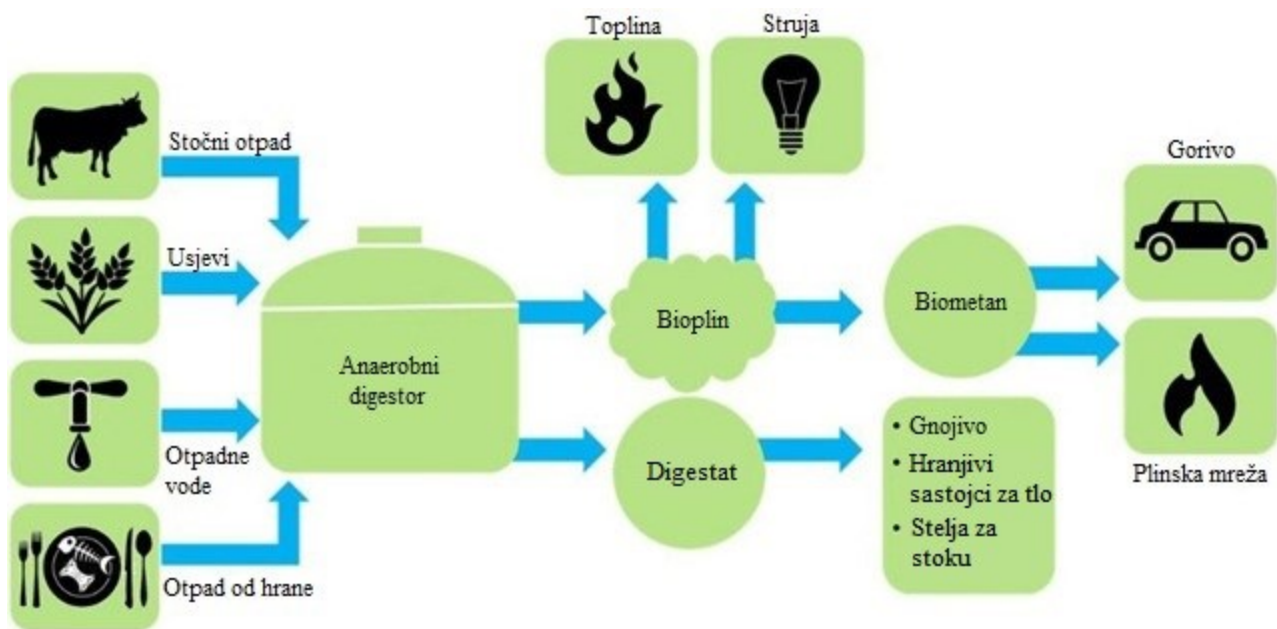 Toplina
Struja
Stočni otpad
Usjevi
Otpadne
vode
Otpad od hrane
Anaerobni
digestor
Bioplin
Digestat
Biometan
• Gnojivo
• Hranjivi
sastojci za tlo
• Stelja za
stoku
Gorivo
Plinska mreža